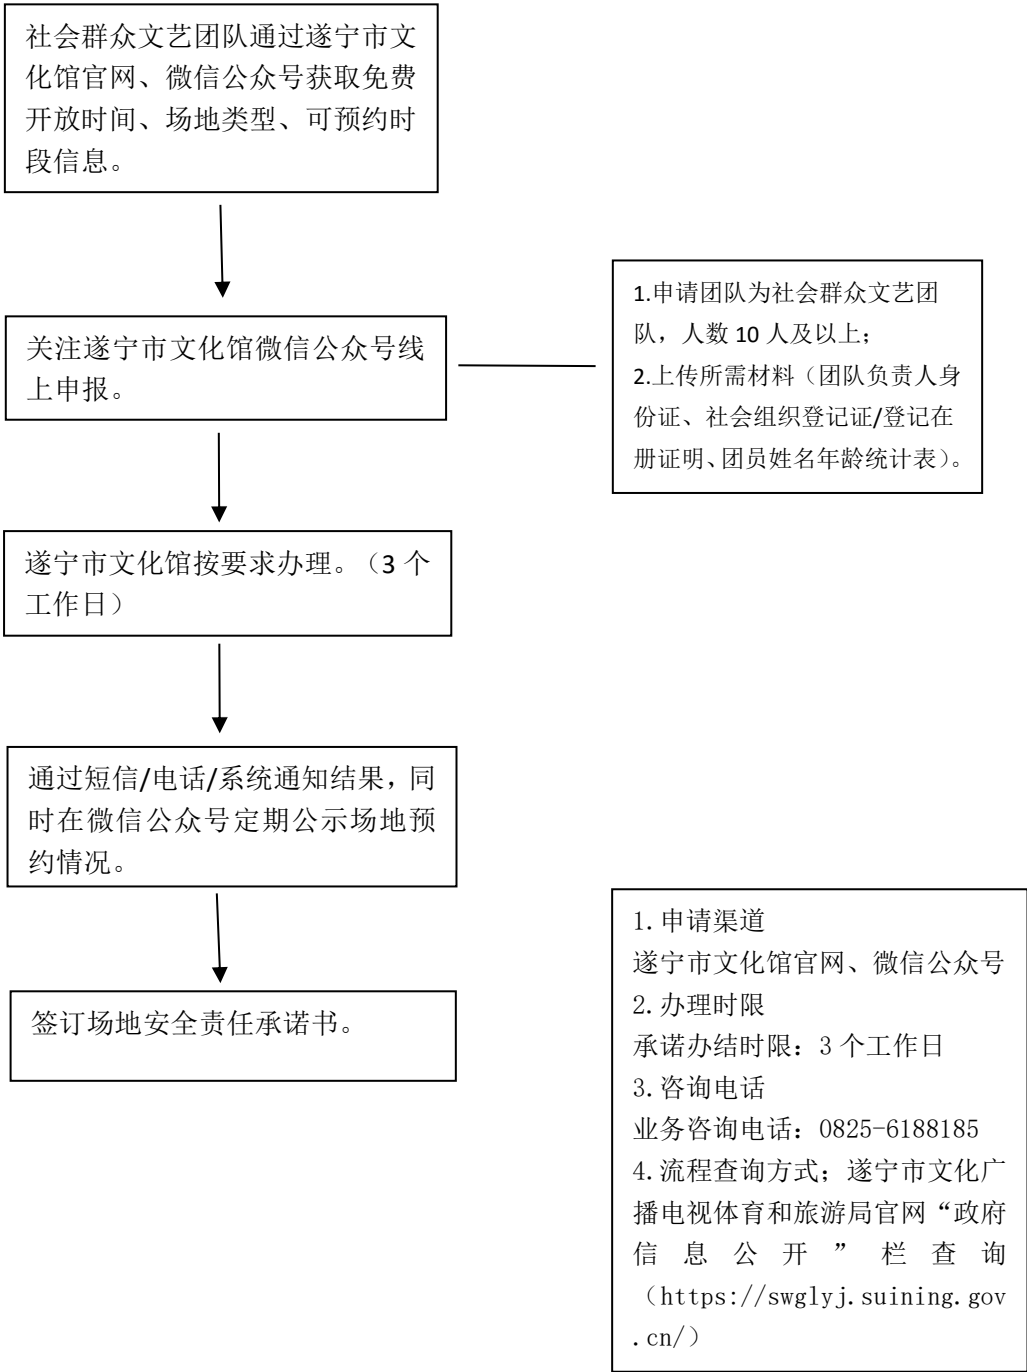 社会群众文艺团队通过遂宁市文
化馆官网、微信公众号获取免费
开放时间、场地类型、可预约时
段信息。
关注遂宁市文化馆微信公众号线
上申报。
1.申请团队为社会群众文艺团
队，人数 10 人及以上；
2.上传所需材料（团队负责人身
份证、社会组织登记证/登记在
册证明、团员姓名年龄统计表）。
遂宁市文化馆按要求办理。（3 个
工作日）
通过短信/电话/系统通知结果，同
时在微信公众号定期公示场地预
约情况。
签订场地安全责任承诺书。
1.申请渠道
遂宁市文化馆官网、微信公众号
2.办理时限
承诺办结时限：3 个工作日
3.咨询电话
业务咨询电话：0825-6188185
4.流程查询方式；遂宁市文化广
播电视体育和旅游局官网“政府
信息公开”栏查询
（https://swglyj.suining.gov
.cn/）